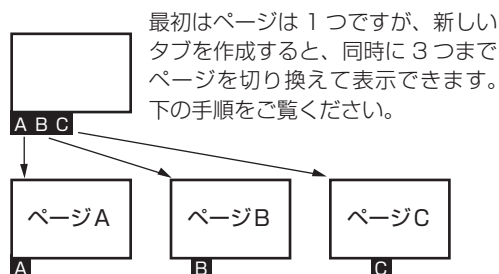 最初はページは 1 つですが、新しい
タブを作成すると、同時に 3 つまで
ページを切り換えて表示できます。
下の手順をご覧ください。
A B C
ページA
ページB
ページC
A
B
C